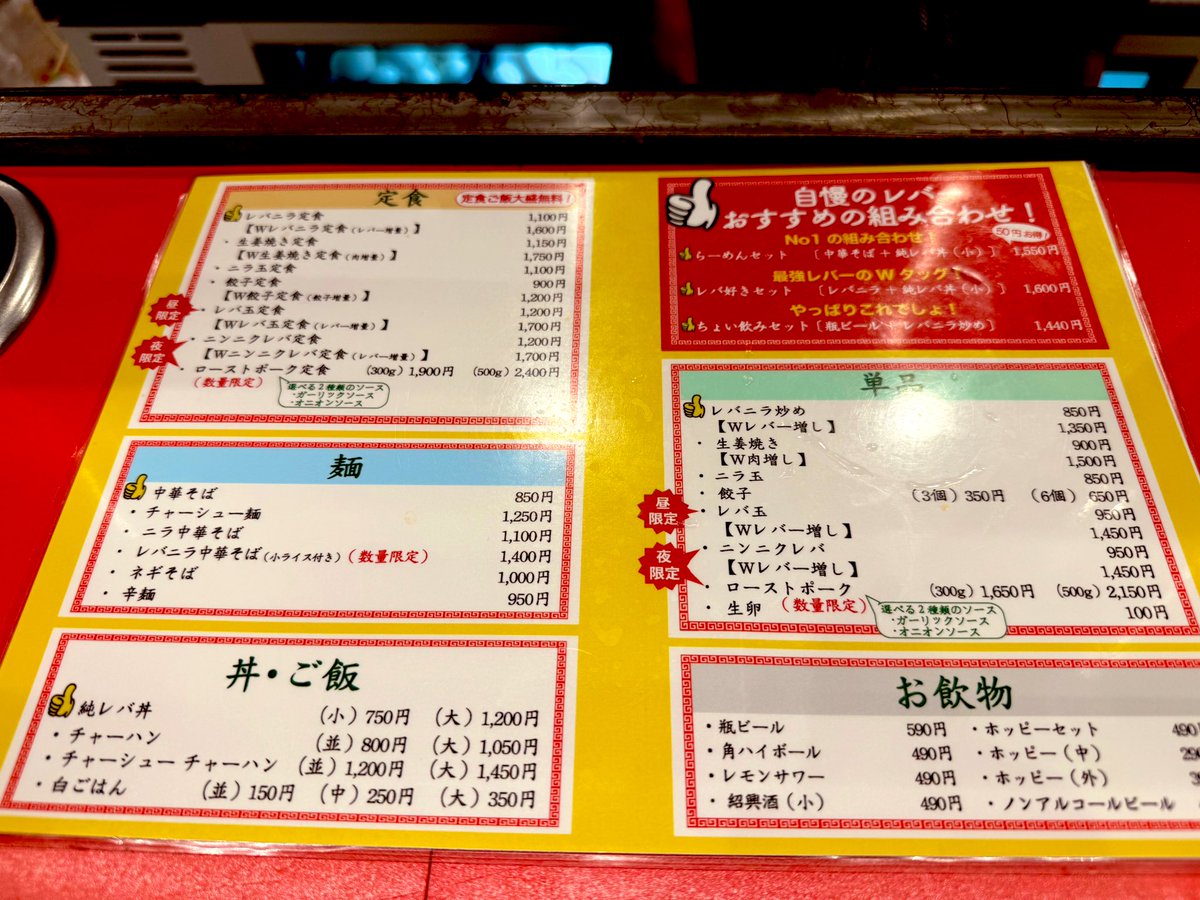 定食 定食ご飯大盛無料!
レバニラ定食 1,100円
【Wレバニラ定食(レバー増量)】 1,600円
・生姜焼き定食 1,150円
【W生姜焼き定食(肉増量)】 1,750円
・ニラ玉定食 1,100円
・餃子定食 900円
【W餃子定食(餃子増量)】 1,200円
昼限定
・レバ玉定食 1,200円
【Wレバ玉定食(レバー増量)】 1,700円
夜限定
・ニンニクレバ定食 1,200円
【Wニンニクレバ定食(レバー増量)】 1,700円
・ローストポーク定食 (300g)1,900円 (500g)2,400円
(数量限定)
選べる2種類のソース
・ガーリックソース
・オニオンソース
麺
中華そば 850円
・チャーシュー麺 1,250円
・ニラ中華そば 1,100円
・レバニラ中華そば(小ライス付き)(数量限定) 1,400円
・ネギそば 1,000円
・辛麺 950円
丼・ご飯
純レバ丼 (小)750円 (大)1,200円
・チャーハン (並)800円 (大)1,050円
・チャーシュー チャーハン (並)1,200円 (大)1,450円
・白ごはん (並)150円 (中)250円 (大)350円
自慢のレバー
おすすめの組み合わせ!
No1の組み合わせ! 50円お得!
らーめんセット 〔中華そば+純レバ丼(小)〕 1,550円
最強レバーのWタッグ!
レバ好きセット 〔レバニラ+純レバ丼(小)〕 1,600円
やっぱりこれでしょ!
ちょい飲みセット〔瓶ビール+レバニラ炒め〕 1,440円
単品
レバニラ炒め 850円
【Wレバー増し】 1,350円
・生姜焼き 900円
【W肉増し】 1,500円
・ニラ玉 850円
・餃子 (3個)350円 (6個)650円
昼限定
・レバ玉 950円
【Wレバー増し】 1,450円
夜限定
・ニンニクレバ 950円
【Wレバー増し】 1,450円
・ローストポーク (300g)1,650円 (500g)2,150円
・生卵 (数量限定) 100円
選べる2種類のソース
・ガーリックソース
・オニオンソース
お飲物
・瓶ビール 590円 ・ホッピーセット 490
・角ハイボール 490円 ・ホッピー(中)
・レモンサワー 490円 ・ホッピー(外)
・紹興酒(小) 490円 ・ノンアルコールビール